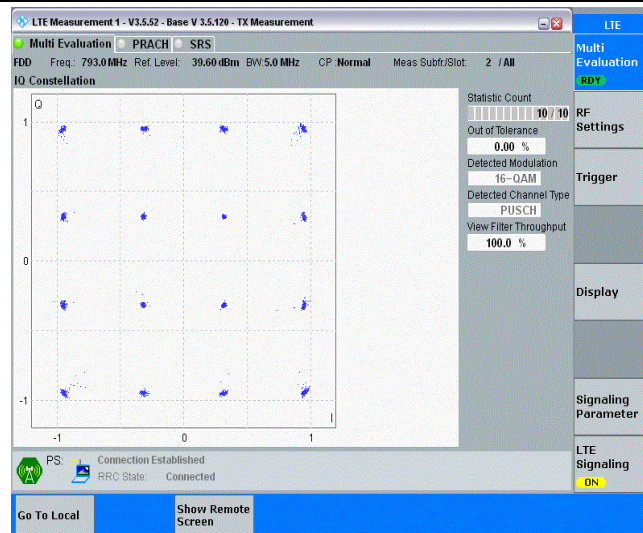 LTE Measurement 1 - V3.5.52 - Base V 3.5.120 - TX Measurement
LTE
Multi Evaluation PRACH SRS
FDD Freq.: 793.0 MHz Ref. Level: 39.60 dBm BW: 5.0 MHz CP : Normal Meas Subfr./Slot: 2 / All
IQ Constellation
Q
1
0
-1
-1 0 1
I
Statistic Count
10 / 10
Out of Tolerance
0.00 %
Detected Modulation
16-QAM
Detected Channel Type
PUSCH
View Filter Throughput
100.0 %
Multi
Evaluation
RDY
RF
Settings
Trigger
Display
Signaling
Parameter
LTE
Signaling
ON
PS: Connection Established
RRC State: Connected
Go To Local
Show Remote
Screen